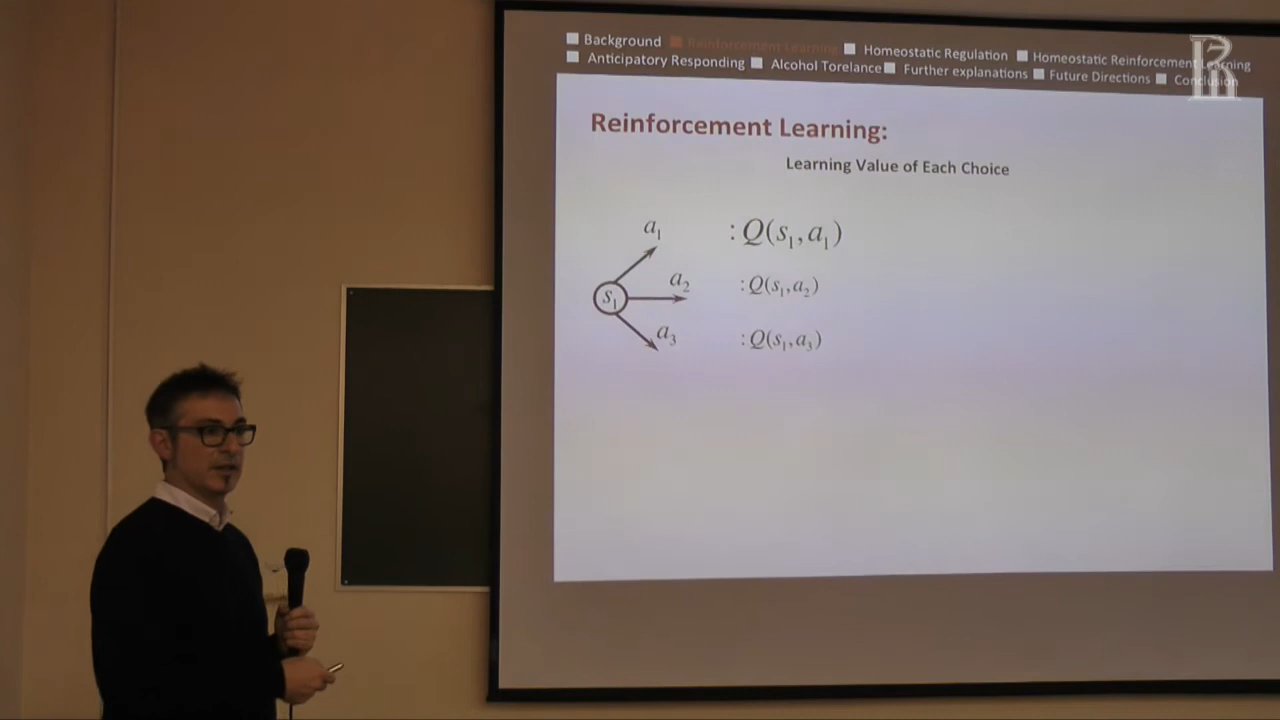 Background Reinforcement Learning Homeostatic Regulation Homeostatic Reinforcement Learning
Anticipatory Responding Alcohol Torelance Further explanations Future Directions Conclusion
Reinforcement Learning:
Learning Value of Each Choice
a₁ : Q(s₁,a₁)
a₂ : Q(s₁,a₂)
s₁
a₃ : Q(s₁,a₃)